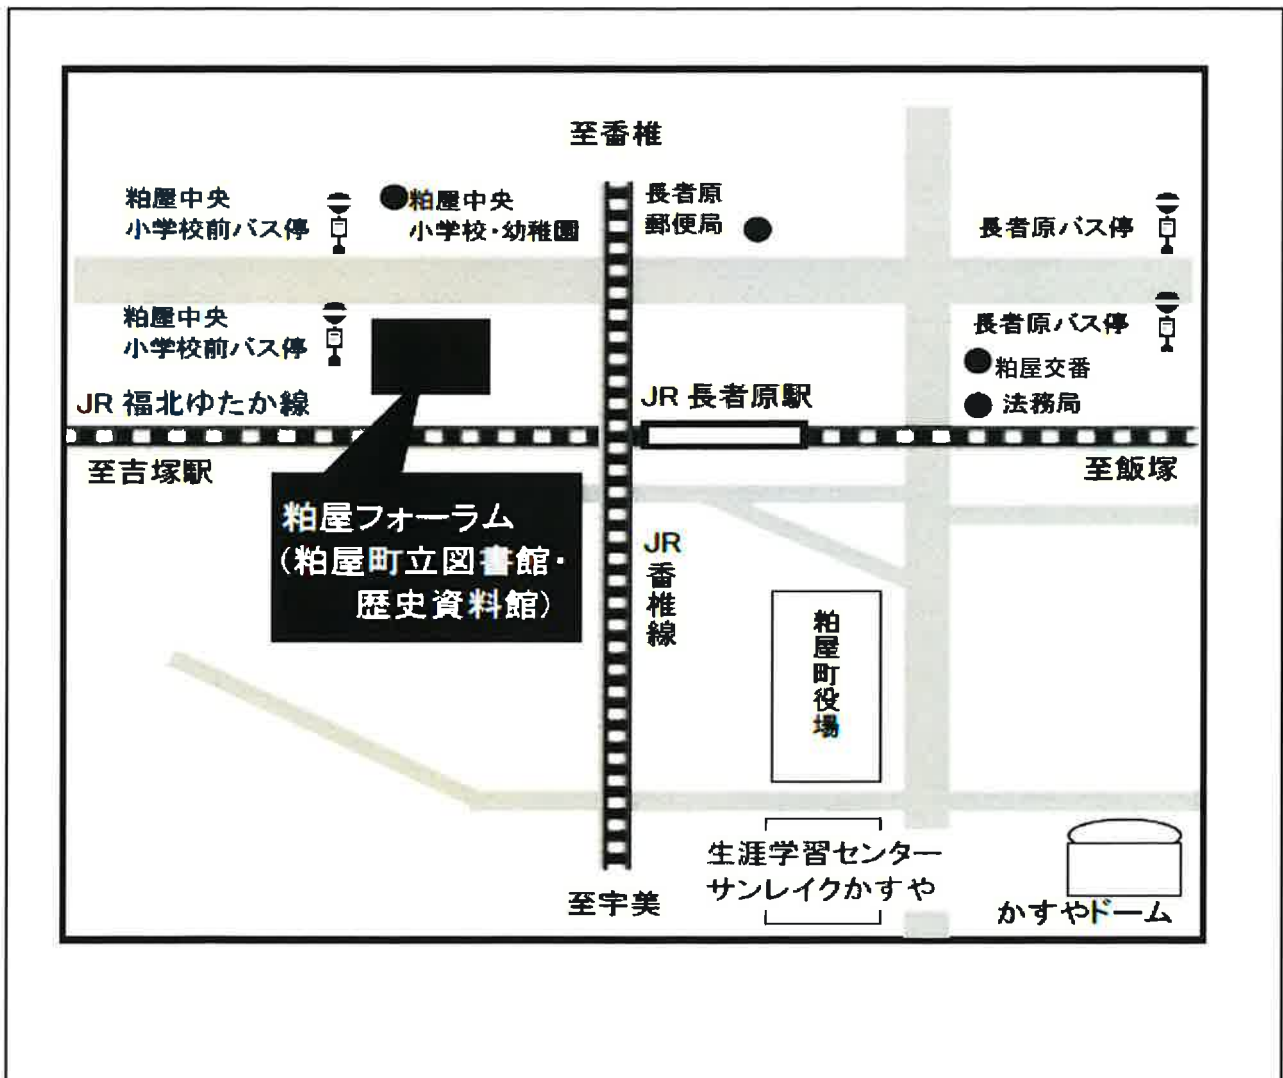 至香椎
粕屋中央
小学校前バス停
粕屋中央
小学校・幼稚園
長者原
郵便局
長者原バス停
粕屋中央
小学校前バス停
長者原バス停
粕屋交番
法務局
JR 福北ゆたか線
JR 長者原駅
至吉塚駅
至飯塚
粕屋フォーラム
(粕屋町立図書館・
歴史資料館)
JR
香椎線
粕屋町役場
生涯学習センター
サンレイクかすや
至宇美
かすやドーム